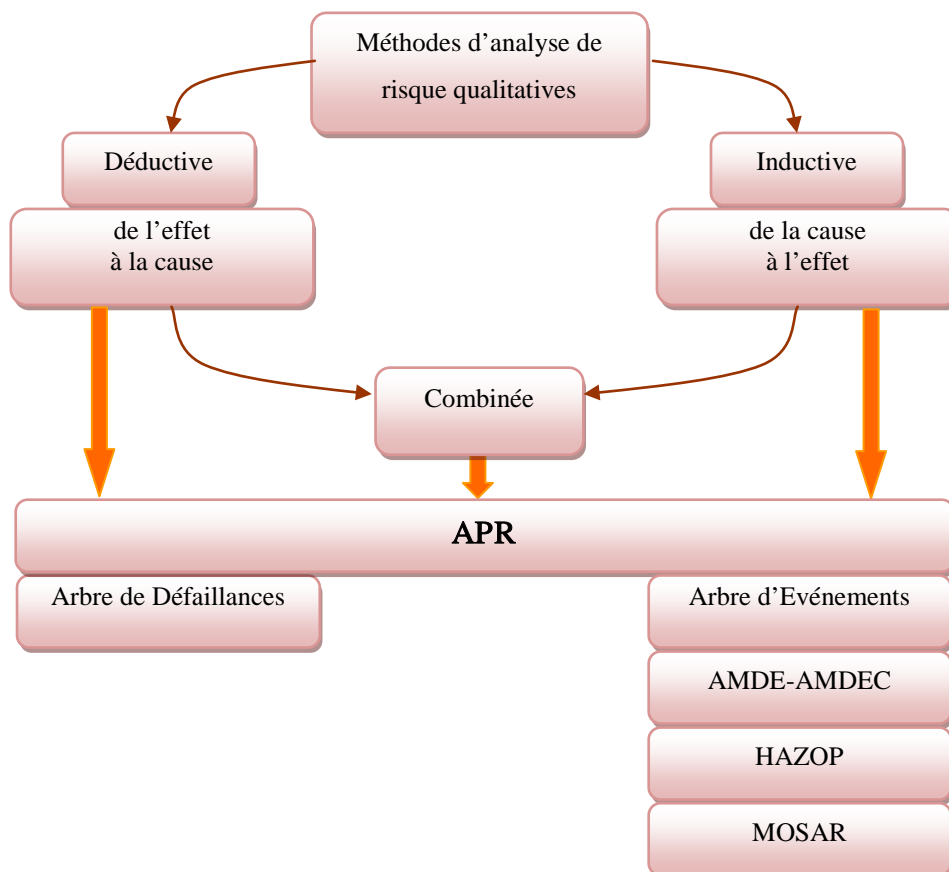 Méthodes d’analyse de
risque qualitatives
Déductive
Inductive
de l’effet
à la cause
de la cause
à l’effet
Combinée
APR
Arbre de Défaillances
Arbre d’Evénements
AMDE-AMDEC
HAZOP
MOSAR